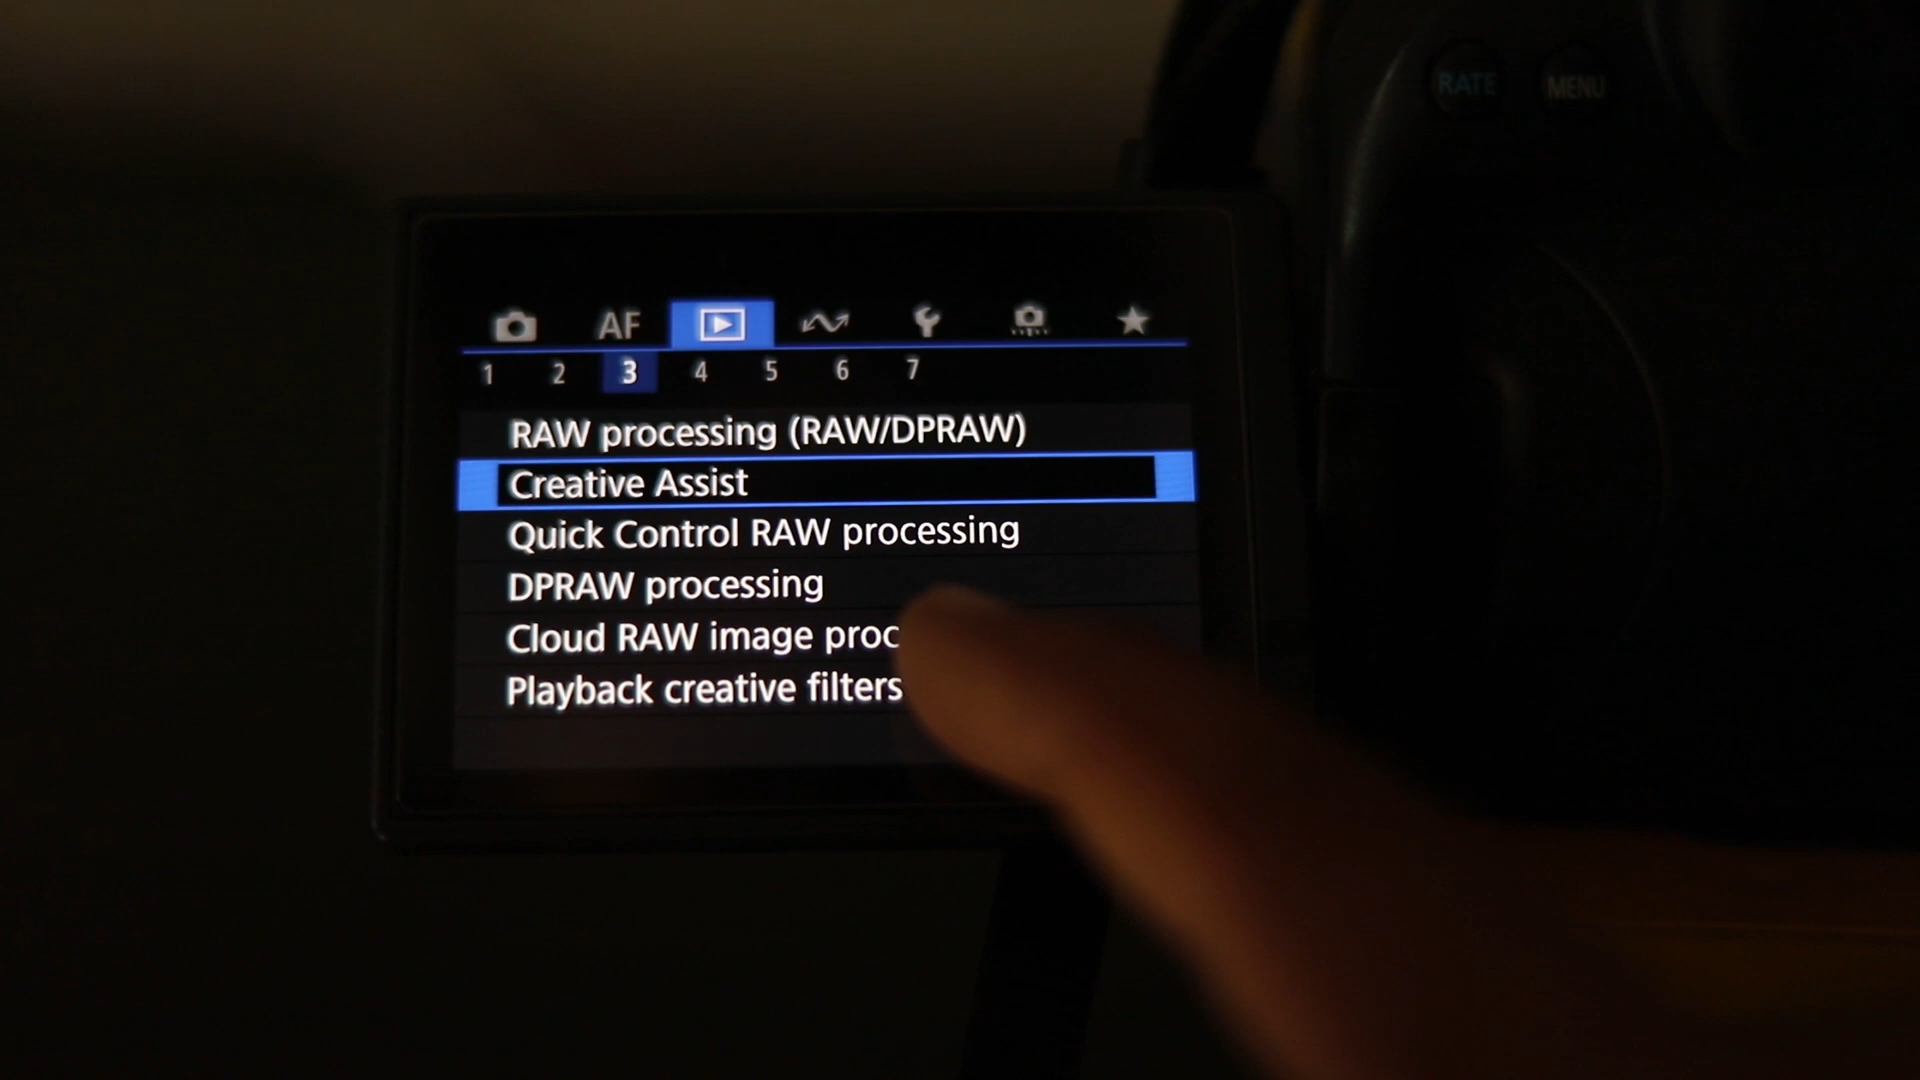 RATE MENU
AF
1 2 3 4 5 6 7
RAW processing (RAW/DPRAW)
Creative Assist
Quick Control RAW processing
DPRAW processing
Cloud RAW image proc
Playback creative filters